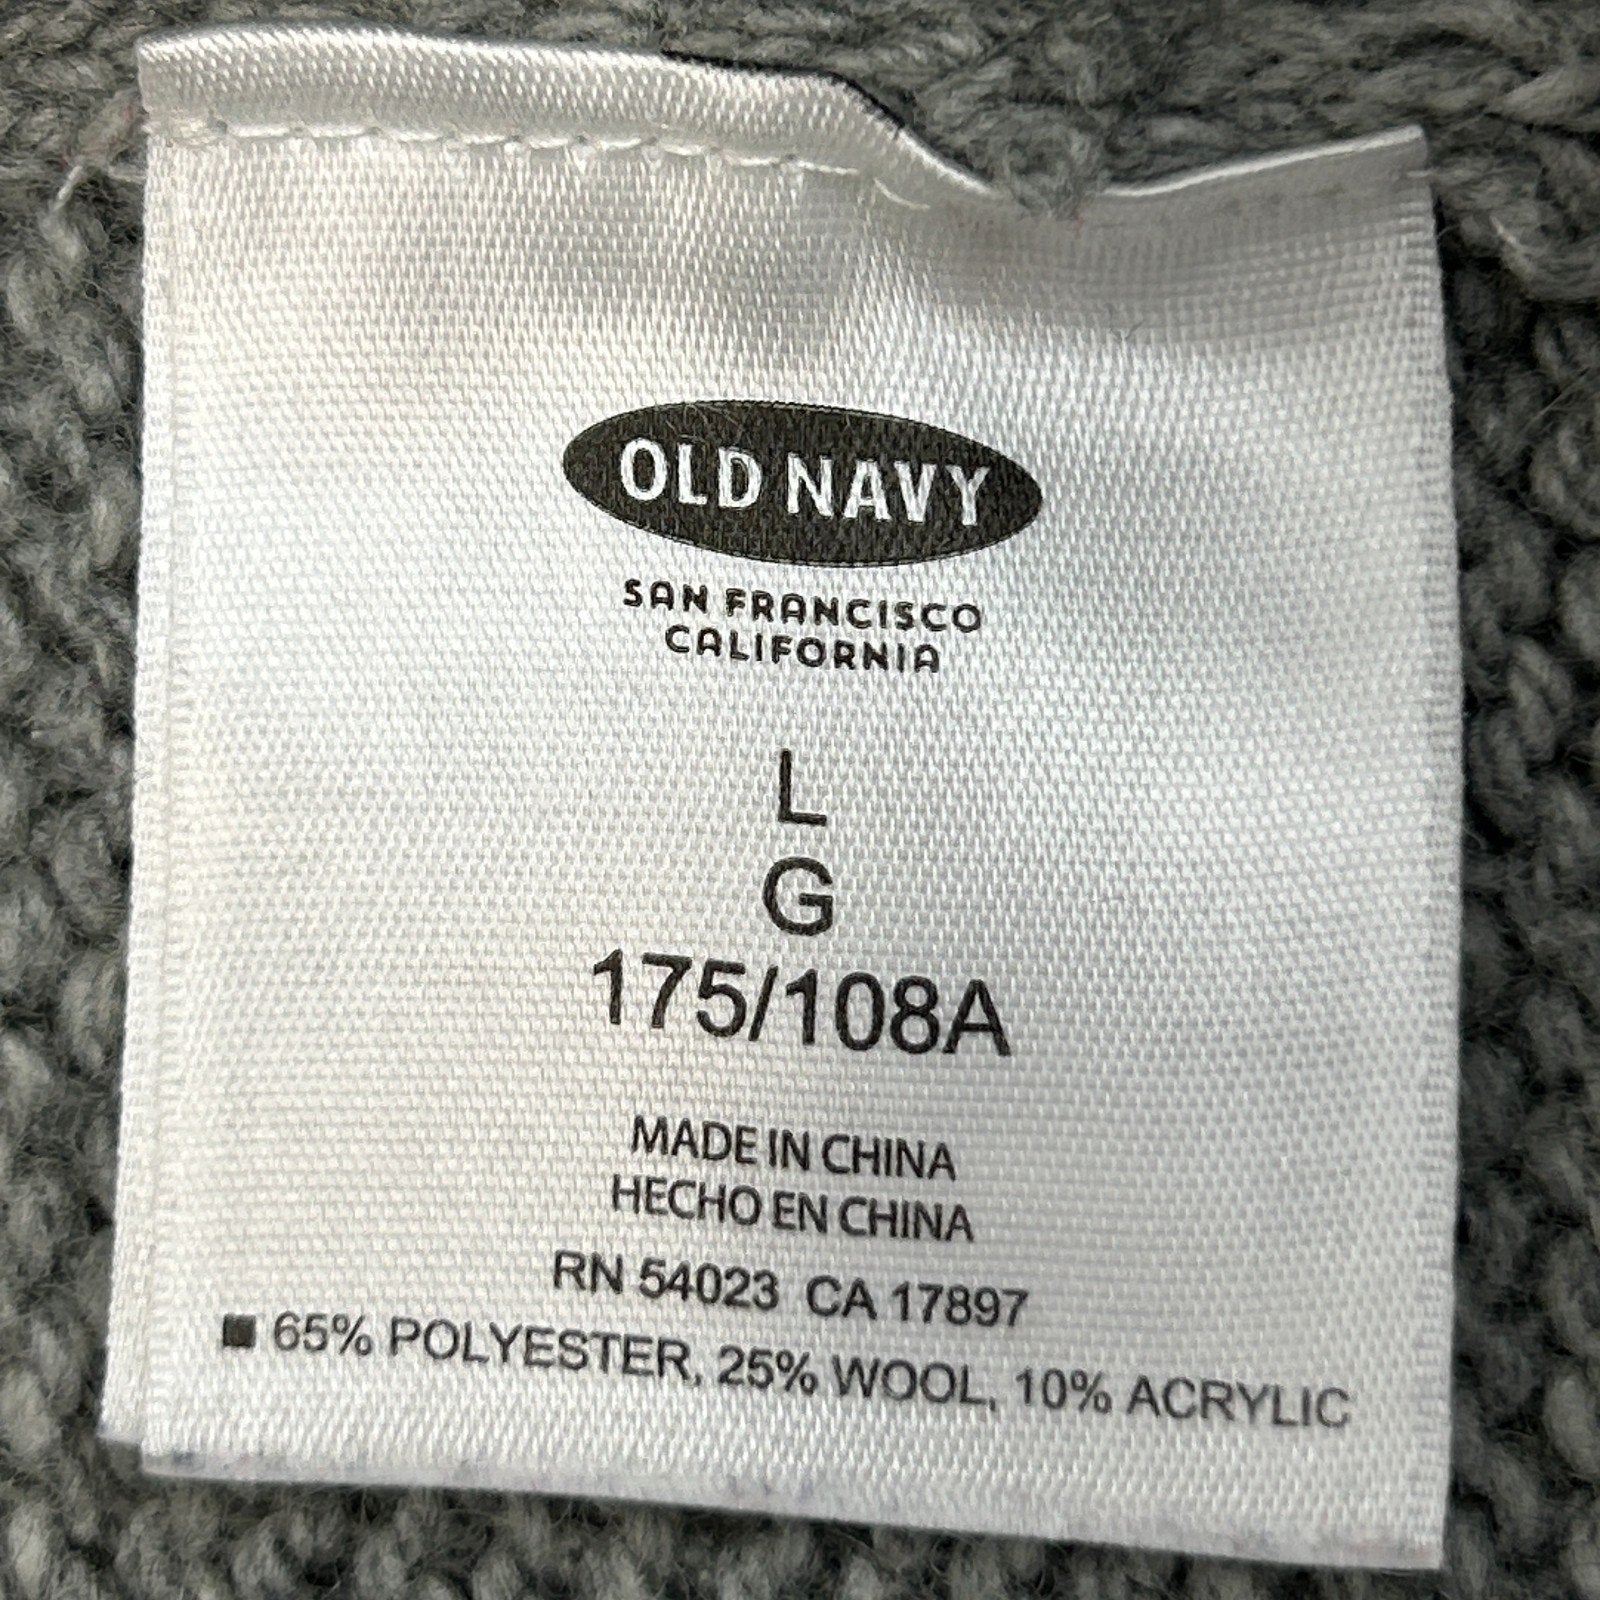 OLD NAVY
SAN FRANCISCO
CALIFORNIA
L
G
175/108A
MADE IN CHINA
HECHO EN CHINA
RN 54023 CA 17897
■ 65% POLYESTER, 25% WOOL, 10% ACRYLIC